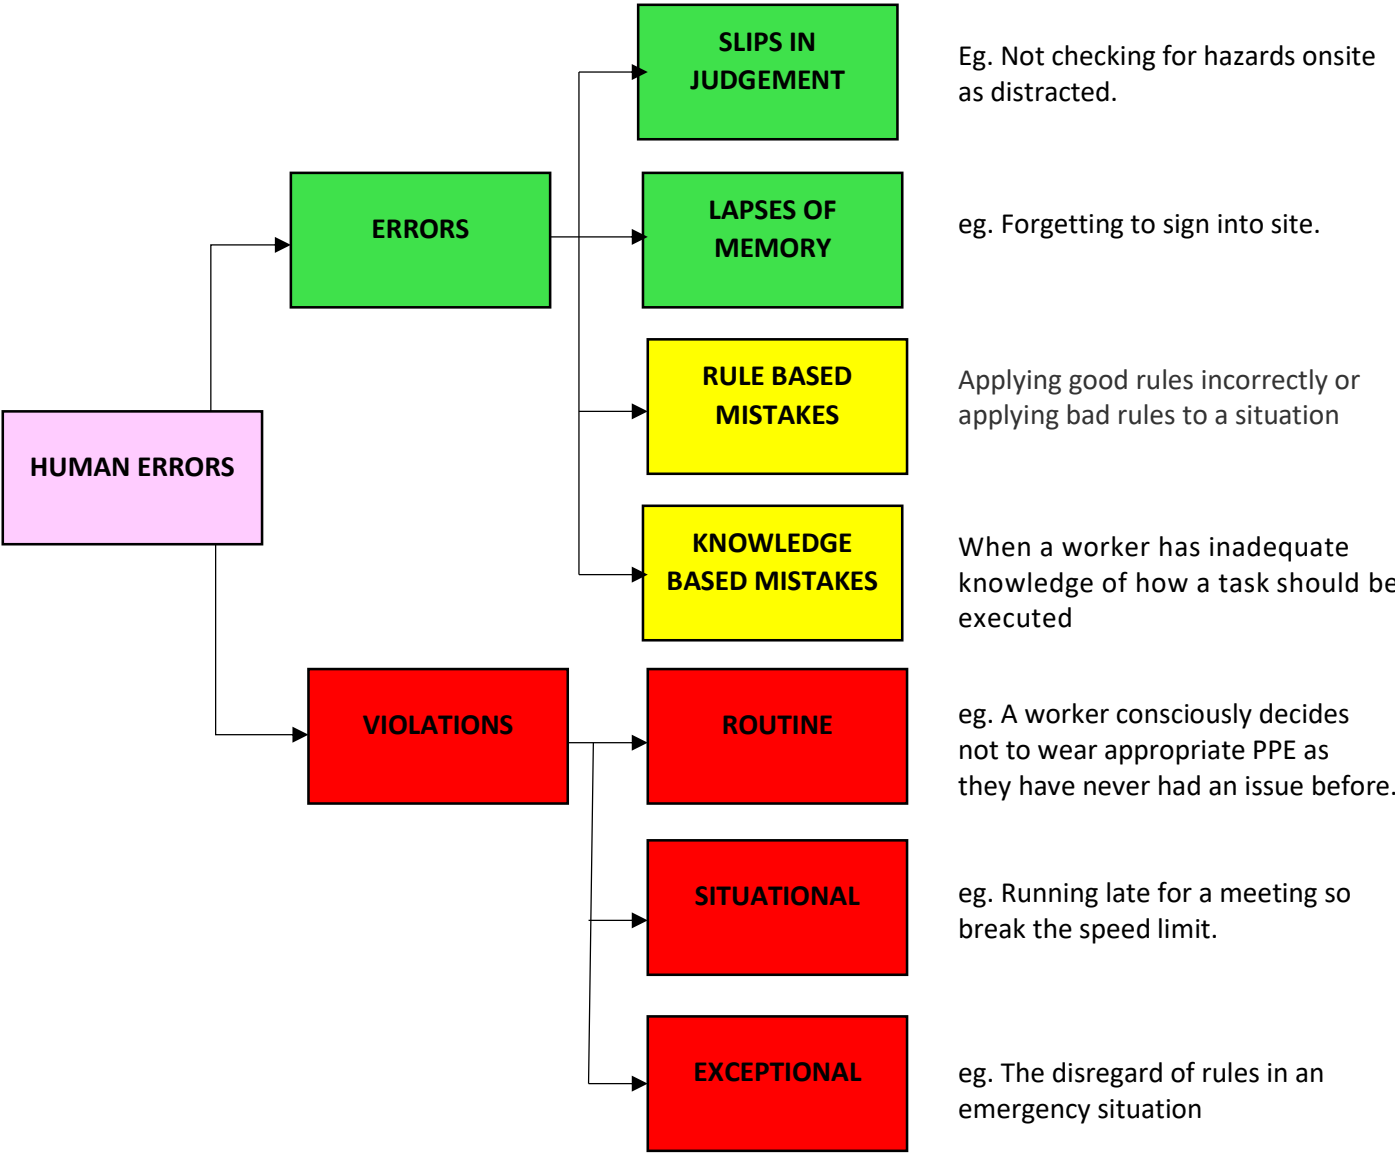 SLIPS IN
JUDGEMENT
Eg. Not checking for hazards onsite
as distracted.
ERRORS
LAPSES OF
MEMORY
eg. Forgetting to sign into site.
RULE BASED
MISTAKES
Applying good rules incorrectly or
applying bad rules to a situation
HUMAN ERRORS
KNOWLEDGE
BASED MISTAKES
When a worker has inadequate
knowledge of how a task should be
executed
VIOLATIONS
ROUTINE
eg. A worker consciously decides
not to wear appropriate PPE as
they have never had an issue before.
SITUATIONAL
eg. Running late for a meeting so
break the speed limit.
EXCEPTIONAL
eg. The disregard of rules in an
emergency situation